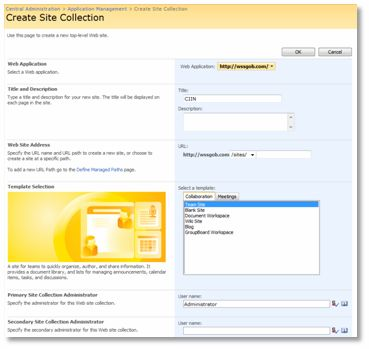 Central Administration > Application Management > Create Site Collection
Create Site Collection
Use this page to create a new top-level Web site.
OK
Cancel
Web Application
Select a Web application.
Web Application: http://wssgob.com/
Title and Description
Type a title and description for your new site. The title will be displayed on each page in the site.
Title:
CIIN
Description:
Web Site Address
Specify the URL name and URL path to create a new site, or choose to create a site at a specific path.
To add a new URL Path go to the Define Managed Paths page.
URL:
http://wssgob.com /sites/
Template Selection
Select a template:
Collaboration
Meetings
Team Site
Blank Site
Document Workspace
Wiki Site
Blog
GroupBoard Workspace
A site for teams to quickly organize, author, and share information. It provides a document library, and lists for managing announcements, calendar items, tasks, and discussions.
Primary Site Collection Administrator
Specify the administrator for this Web site collection.
User name:
Administrator
Secondary Site Collection Administrator
Specify the secondary administrator for this Web site collection.
User name: